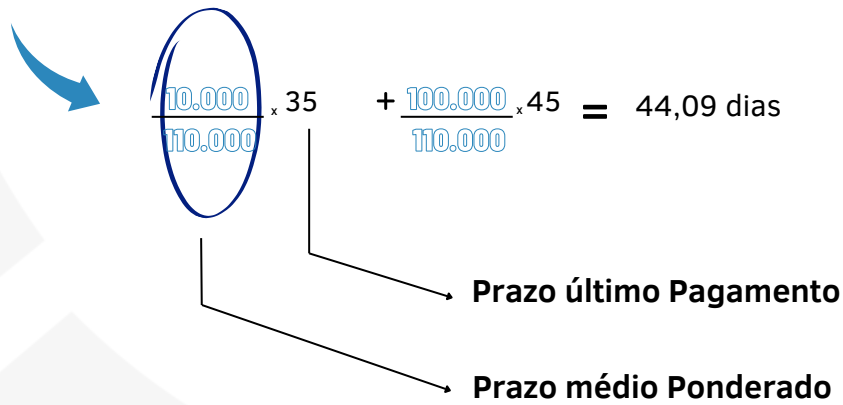 10.000 x 35 + 100.000 x 45 = 44,09 dias
110.000 110.000
Prazo último Pagamento
Prazo médio Ponderado